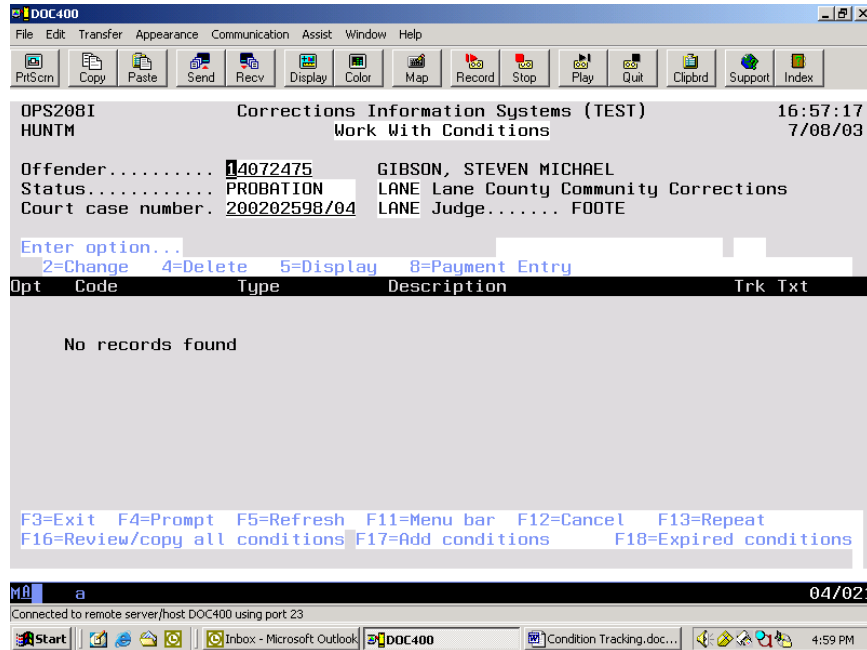 DOC400
File Edit Transfer Appearance Communication Assist Window Help
PrtScrn Copy Paste Send Recv Display Color Map Record Stop Play Quit Clipbrd Support Index
OPS208I Corrections Information Systems (TEST) 16:57:17
HUNTM Work With Conditions 7/08/03
Offender.......... 14072475 GIBSON, STEVEN MICHAEL
Status............ PROBATION LANE Lane County Community Corrections
Court case number. 200202598/04 LANE Judge....... FOOTE
Enter option...
2=Change 4=Delete 5=Display 8=Payment Entry
Opt Code Type Description Trk Txt
No records found
F3=Exit F4=Prompt F5=Refresh F11=Menu bar F12=Cancel F13=Repeat
F16=Review/copy all conditions F17=Add conditions F18=Expired conditions
MA a 04/021
Connected to remote server/host DOC400 using port 23
Start Inbox - Microsoft Outlook DOC400 Condition Tracking.doc... 4:59 PM